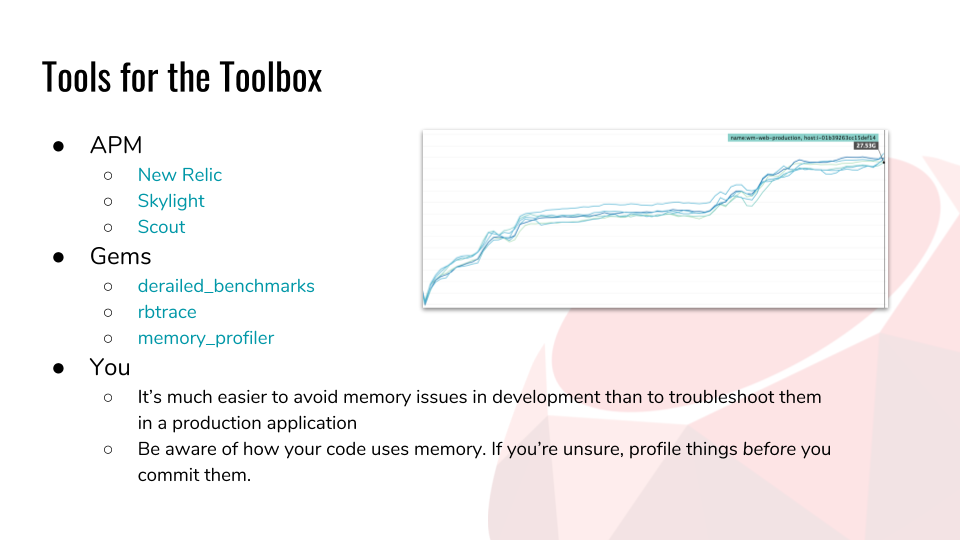 Tools for the Toolbox
● APM
○ New Relic
○ Skylight
○ Scout
● Gems
○ derailed_benchmarks
○ rbtrace
○ memory_profiler
● You
○ It’s much easier to avoid memory issues in development than to troubleshoot them
in a production application
○ Be aware of how your code uses memory. If you’re unsure, profile things before you
commit them.
name:wm-web-production, host:i-01b39263cc15def14
27.53G